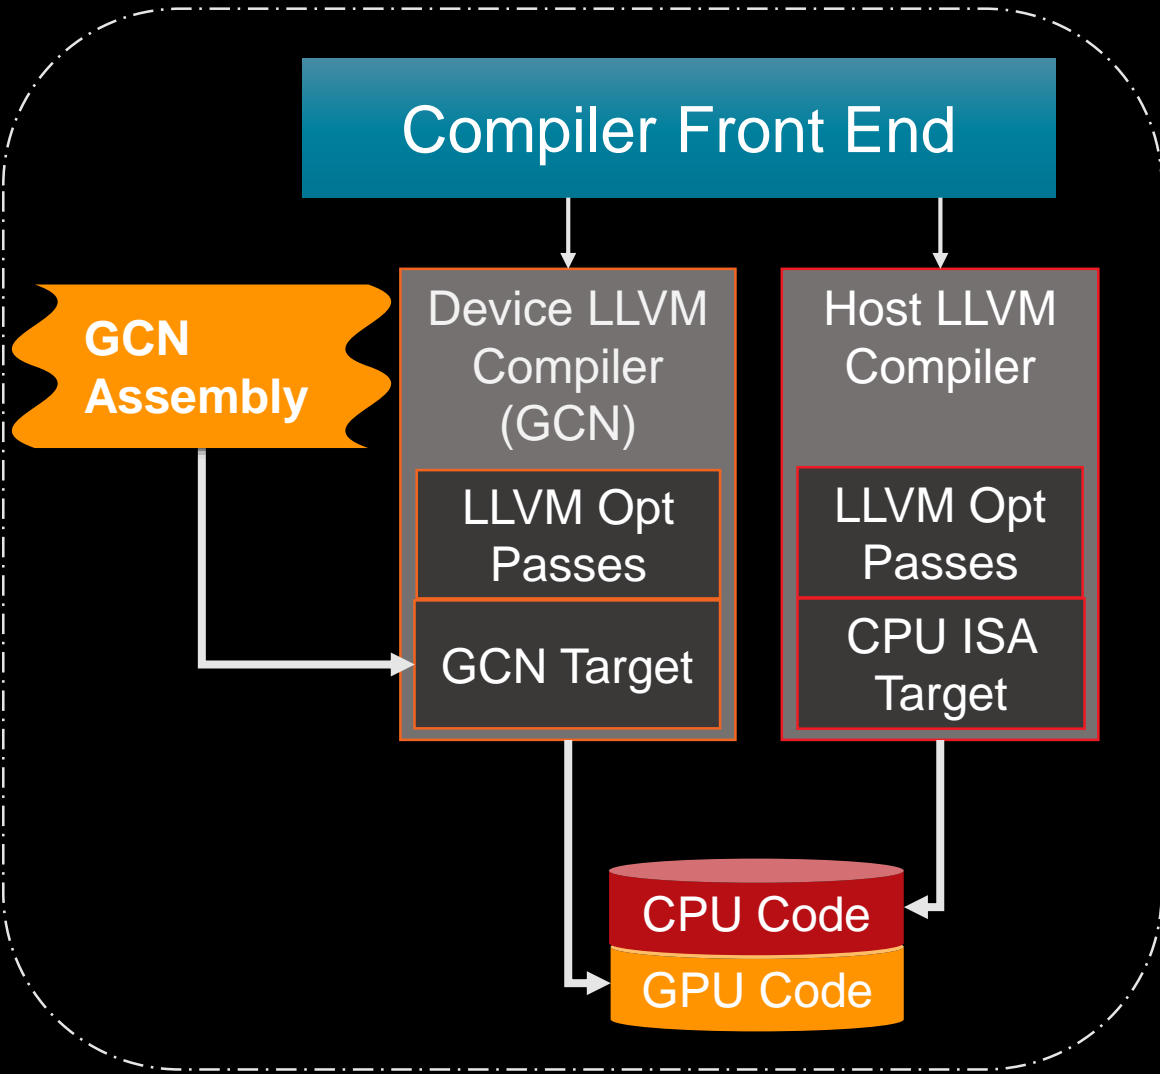 Compiler Front End
GCN
Assembly
Device LLVM
Compiler
(GCN)
LLVM Opt
Passes
GCN Target
Host LLVM
Compiler
LLVM Opt
Passes
CPU ISA
Target
CPU Code
GPU Code